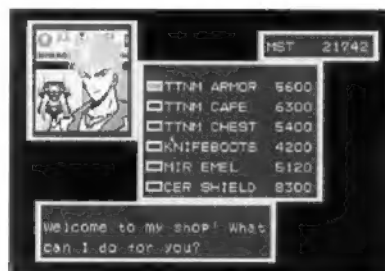 MST 21742
TTNM ARMOR 5600
TTNM CAPE 6300
TTNM CHEST 5400
KNIFEBOOTS 4200
MIR EMEL 5120
CER SHIELD 8300
Welcome to my shop! What
can I do for you?